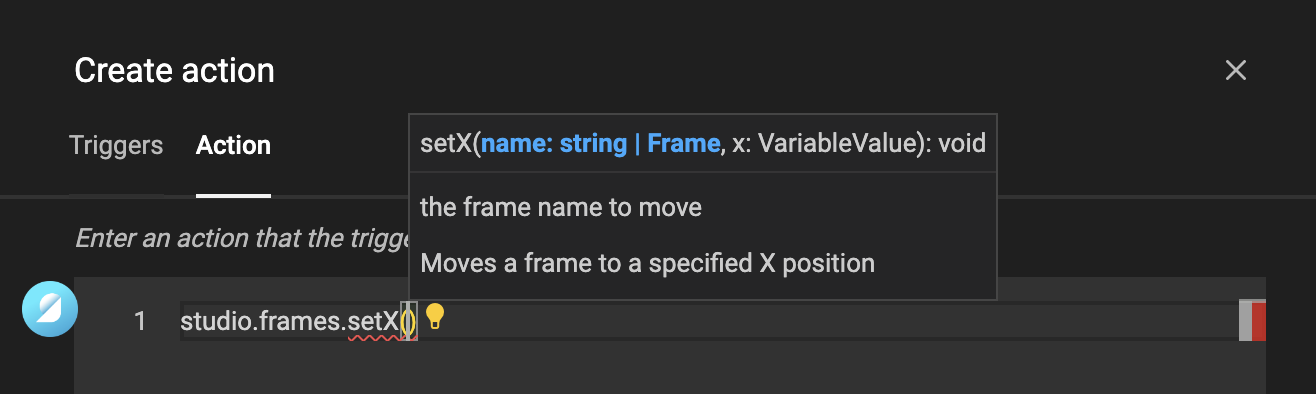 Create action
Triggers Action
setX(name: string | Frame, x: VariableValue): void
the frame name to move
Moves a frame to a specified X position
Enter an action that the trigge
1 studio.frames.setX()